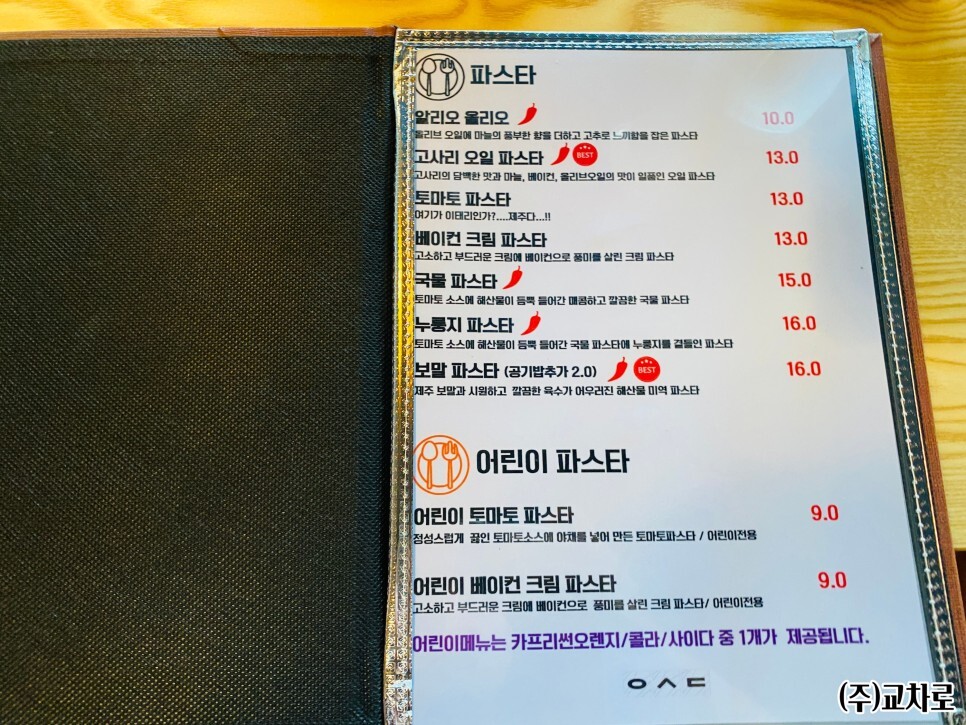 파스타
알리오 올리오 10.0
올리브 오일에 마늘의 풍부한 향을 더하고 고추로 느끼함을 잡은 파스타
고사리 오일 파스타 BEST 13.0
고사리의 담백한 맛과 마늘, 베이컨, 올리브오일의 맛이 일품인 오일 파스타
토마토 파스타 13.0
여기가 이태리인가?....제주다...!!
베이컨 크림 파스타 13.0
고소하고 부드러운 크림에 베이컨으로 풍미를 살린 크림 파스타
국물 파스타 15.0
토마토 소스에 해산물이 듬뿍 들어간 매콤하고 깔끔한 국물 파스타
누룽지 파스타 16.0
토마토 소스에 해산물이 듬뿍 들어간 국물 파스타에 누룽지를 곁들인 파스타
보말 파스타 (공기밥추가 2.0) BEST 16.0
제주 보말과 시원하고 깔끔한 육수가 어우러진 해산물 미역 파스타
어린이 파스타
어린이 토마토 파스타 9.0
정성스럽게 끓인 토마토소스에 야채를 넣어 만든 토마토파스타 / 어린이전용
어린이 베이컨 크림 파스타 9.0
고소하고 부드러운 크림에 베이컨으로 풍미를 살린 크림 파스타/ 어린이전용
어린이메뉴는 카프리썬오렌지/콜라/사이다 중 1개가 제공됩니다.
ㅇㅅㄷ
(주)교차로